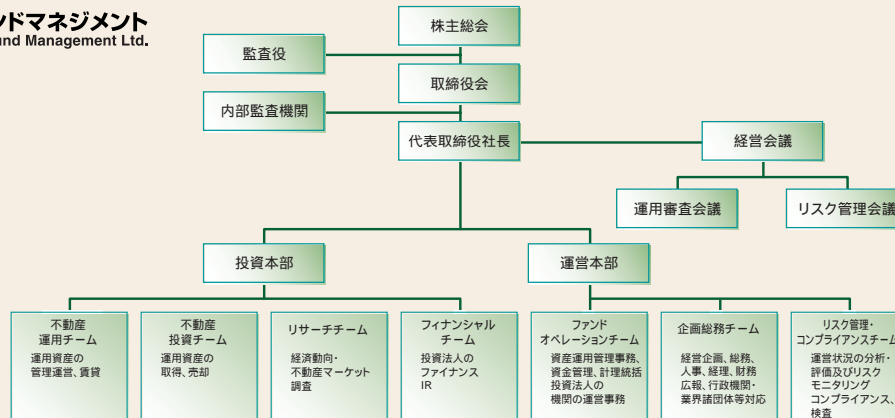 ンドマネジメント
und Management Ltd.
株主総会
監査役
取締役会
内部監査機関
代表取締役社長
経営会議
運用審査会議
リスク管理会議
投資本部
運営本部
不動産
運用チーム
運用資産の
管理運営、賃貸
不動産
投資チーム
運用資産の
取得、売却
リサーチチーム
経済動向・
不動産マーケット
調査
フィナンシャル
チーム
投資法人の
ファイナンス
IR
ファンド
オペレーションチーム
資産運用管理事務、
資金管理、計理統括
投資法人の
機関の運営事務
企画総務チーム
経営企画、総務、
人事、経理、財務
広報、行政機関・
業界諸団体等対応
リスク管理・
コンプライアンスチーム
運営状況の分析・
評価及びリスク
モニタリング
コンプライアンス、
検査